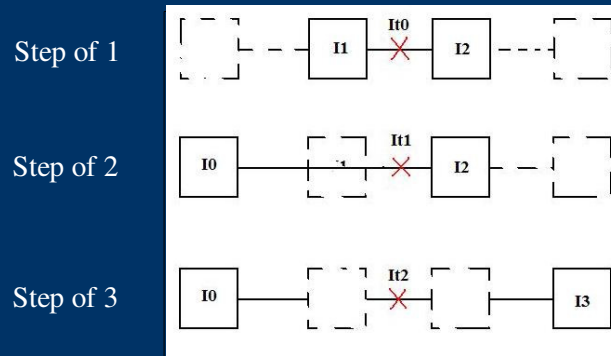 It0
Step of 1
I1
I2
It1
Step of 2
I0
I2
It2
Step of 3
I0
I3